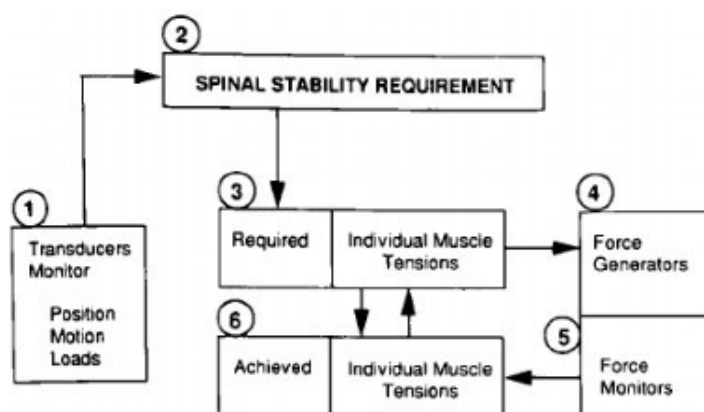 2
SPINAL STABILITY REQUIREMENT
1
Transducers
Monitor
Position
Motion
Loads
3
Required
Individual Muscle
Tensions
4
Force
Generators
6
Achieved
Individual Muscle
Tensions
5
Force
Monitors